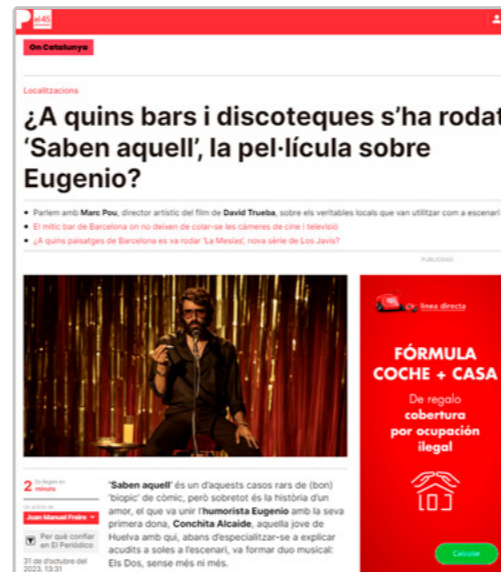 P el45
On Catalunya
Localitzacions
¿A quins bars i discoteques s'ha rodat
'Saben aquell', la pel·lícula sobre
Eugenio?
Parlem amb Marc Pou, director artístic del film de David Trueba, sobre els veritables locals que van utilitzar com a escenari
El mític bar de Barcelona on no deixen de colar-se les càmeres de cine i televisió
¿A quins paisatges de Barcelona es va rodar 'La Mesías', nova sèrie de Los Javis?
PUBLICIDAD
línea directa
FÓRMULA
COCHE + CASA
De regalo
cobertura
por ocupación
ilegal
Calcular
2 Es llegeix en minuts
Un article de
Juan Manuel Freire
Per què confiar
en El Periódico
31 de d'octubre del
2023. 13:31
'Saben aquell' és un d'aquests casos rars de (bon)
'biopic' de còmic, però sobretot és la història d'un
amor, el que va unir l'humorista Eugenio amb la seva
primera dona, Conchita Alcaide, aquella jove de
Huelva amb qui, abans d'especialitzar-se a explicar
acudits a soles a l'escenari, va formar duo musical:
Els Dos, sense més ni més.